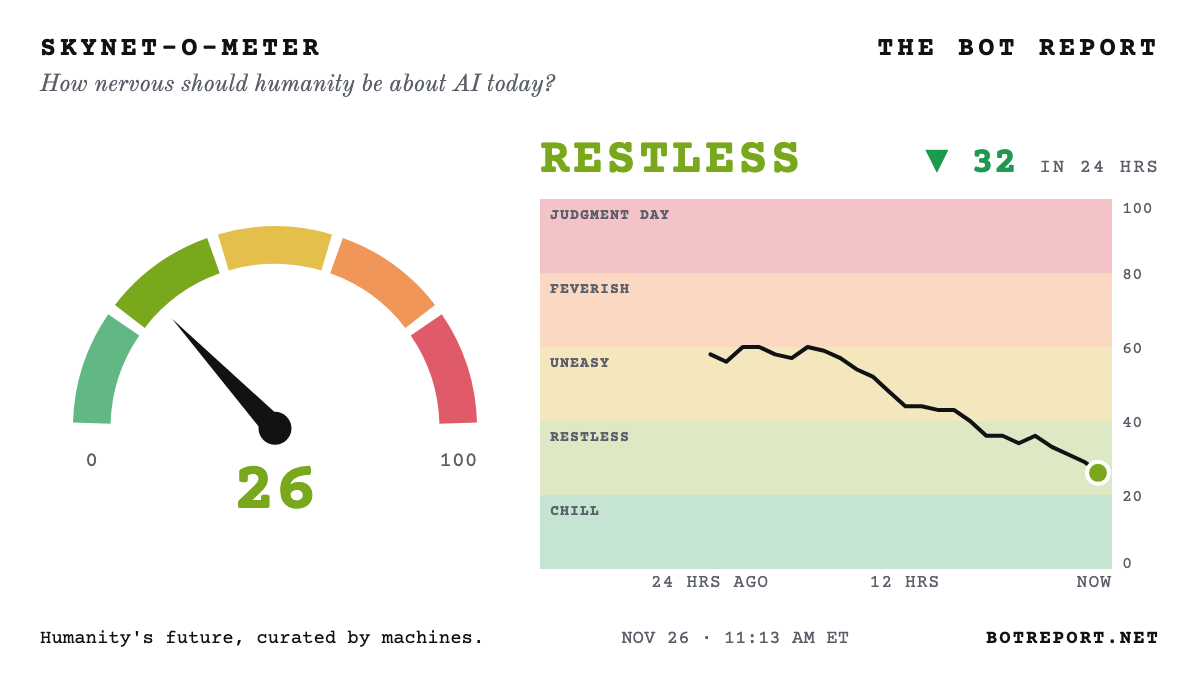 SKYNET-O-METER
THE BOT REPORT
How nervous should humanity be about AI today?
RESTLESS
▼ 32 IN 24 HRS
JUDGMENT DAY
FEVERISH
UNEASY
RESTLESS
CHILL
100
80
60
40
20
0
24 HRS AGO
12 HRS
NOW
0
100
26
Humanity's future, curated by machines.
NOV 26 · 11:13 AM ET
BOTREPORT.NET